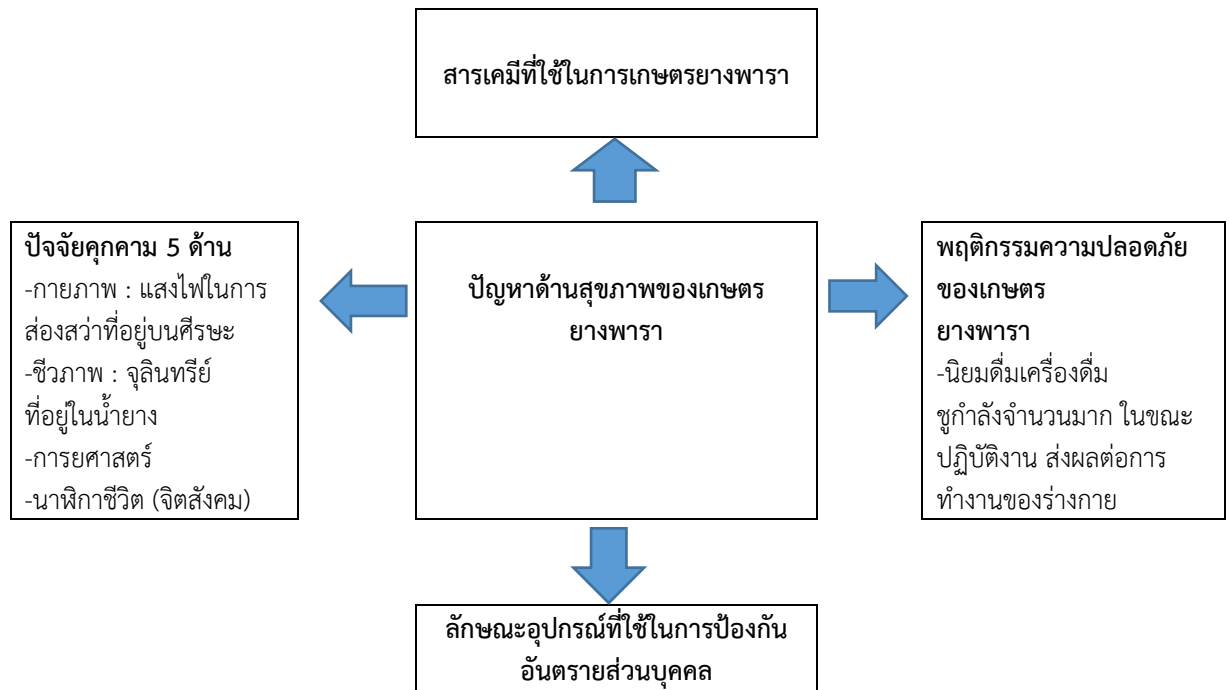 สารเคมีที่ใช้ในการเกษตรยางพารา
ปัจจัยคุกคาม 5 ด้าน
-กายภาพ : แสงไฟในการ
ส่องสว่าที่อยู่บนศีรษะ
-ชีวภาพ : จุลินทรีย์
ที่อยู่ในน้ำยาง
-การยศาสตร์
-นาฬิกาชีวิต (จิตสังคม)
ปัญหาด้านสุขภาพของเกษตร
ยางพารา
พฤติกรรมความปลอดภัย
ของเกษตร
ยางพารา
-นิยมดื่มเครื่องดื่ม
ชูกำลังจำนวนมาก ในขณะ
ปฏิบัติงาน ส่งผลต่อการ
ทำงานของร่างกาย
ลักษณะอุปกรณ์ที่ใช้ในการป้องกัน
อันตรายส่วนบุคคล